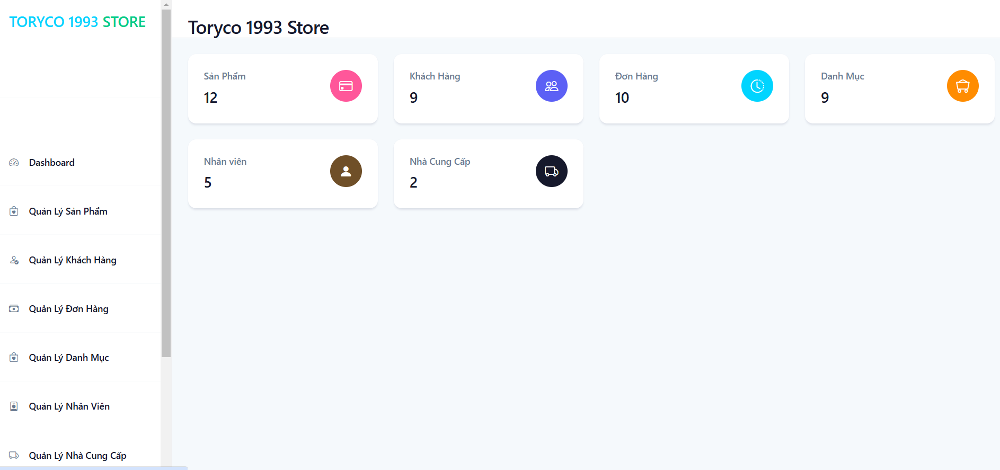 TORYCO 1993 STORE
Dashboard
Quản Lý Sản Phẩm
Quản Lý Khách Hàng
Quản Lý Đơn Hàng
Quản Lý Danh Mục
Quản Lý Nhân Viên
Quản Lý Nhà Cung Cấp
Toryco 1993 Store
Sản Phẩm
12
Khách Hàng
9
Đơn Hàng
10
Danh Mục
9
Nhân viên
5
Nhà Cung Cấp
2